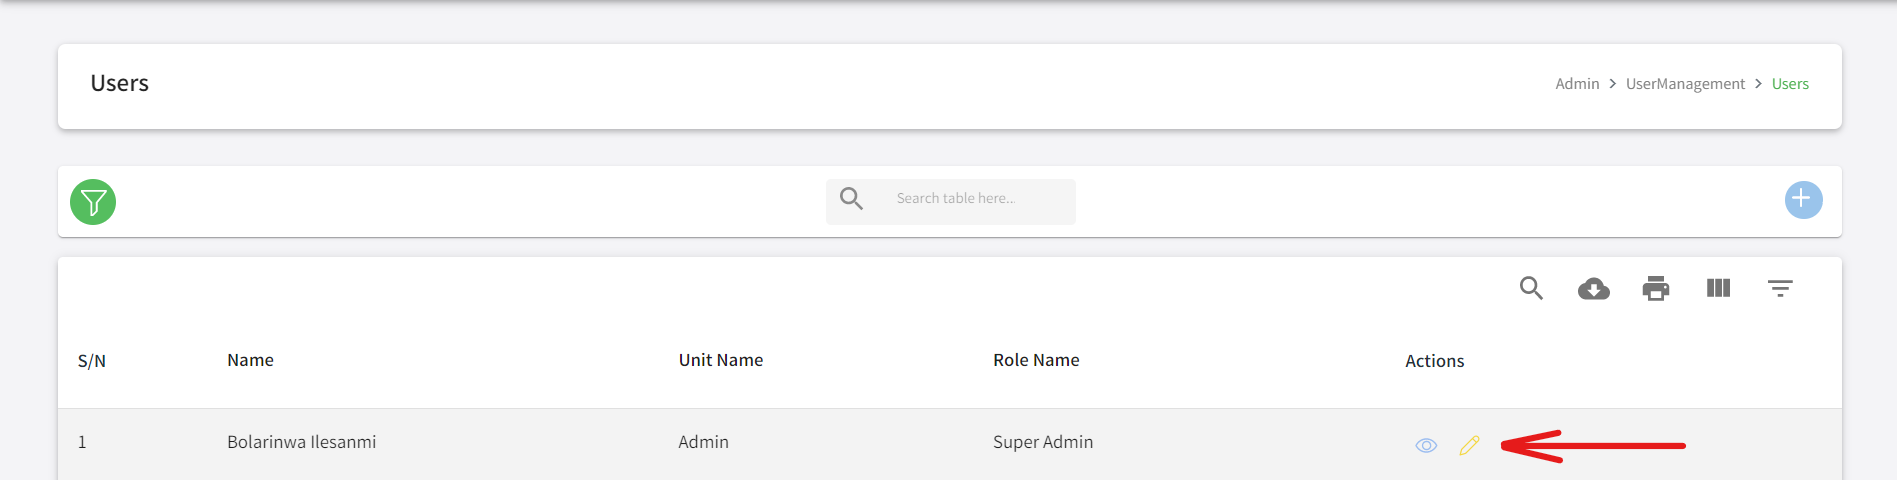 Users
Admin > UserManagement > Users
Search table here...
S/N Name Unit Name Role Name Actions
1 Bolarinwa Ilesanmi Admin Super Admin